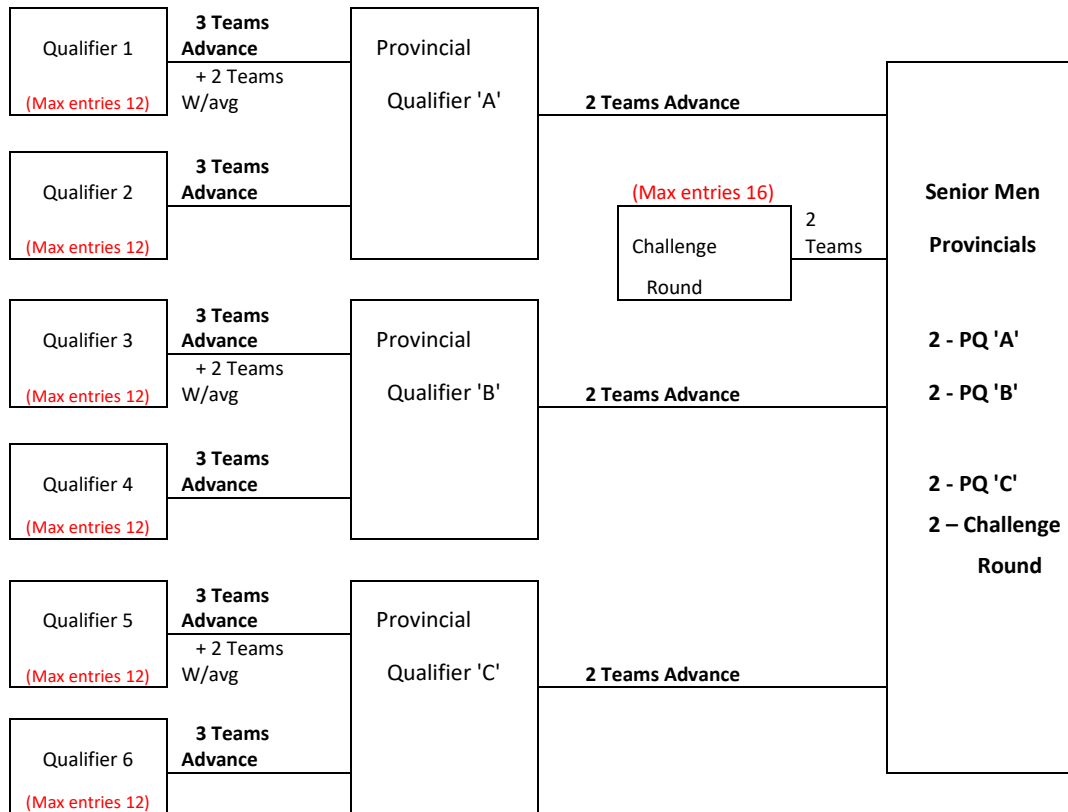 Qualifier 1
(Max entries 12)
3 Teams
Advance
+ 2 Teams
W/avg
Qualifier 2
(Max entries 12)
3 Teams
Advance
Provincial
Qualifier 'A'
2 Teams Advance
Qualifier 3
(Max entries 12)
3 Teams
Advance
+ 2 Teams
W/avg
Qualifier 4
(Max entries 12)
3 Teams
Advance
Provincial
Qualifier 'B'
2 Teams Advance
Qualifier 5
(Max entries 12)
3 Teams
Advance
+ 2 Teams
W/avg
Qualifier 6
(Max entries 12)
3 Teams
Advance
Provincial
Qualifier 'C'
2 Teams Advance
(Max entries 16)
Challenge
Round
2
Teams
Senior Men
Provincials
2 - PQ 'A'
2 - PQ 'B'
2 - PQ 'C'
2 – Challenge
Round